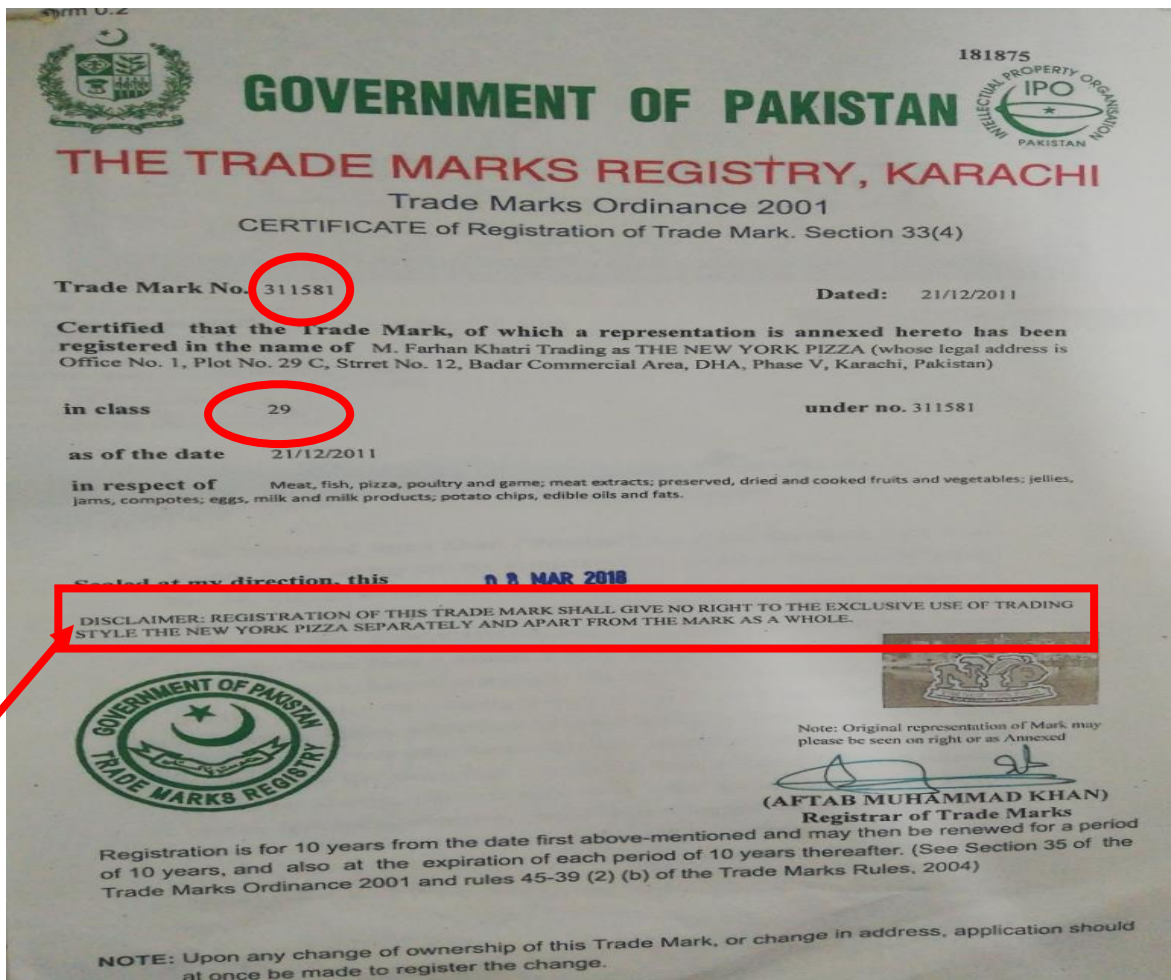 181875
INTELLECTUAL PROPERTY ORGANISATION
IPO
PAKISTAN
GOVERNMENT OF PAKISTAN
THE TRADE MARKS REGISTRY, KARACHI
Trade Marks Ordinance 2001
CERTIFICATE of Registration of Trade Mark. Section 33(4)
Trade Mark No. 311581
Dated: 21/12/2011
Certified that the Trade Mark, of which a representation is annexed hereto has been
registered in the name of M. Farhan Khatri Trading as THE NEW YORK PIZZA (whose legal address is
Office No. 1, Plot No. 29 C, Strret No. 12, Badar Commercial Area, DHA, Phase V, Karachi, Pakistan)
in class 29 under no. 311581
as of the date 21/12/2011
in respect of Meat, fish, pizza, poultry and game; meat extracts; preserved, dried and cooked fruits and vegetables; jellies,
jams, compotes; eggs, milk and milk products; potato chips, edible oils and fats.
Sealed at my direction, this 08 MAR 2018
DISCLAIMER: REGISTRATION OF THIS TRADE MARK SHALL GIVE NO RIGHT TO THE EXCLUSIVE USE OF TRADING
STYLE THE NEW YORK PIZZA SEPARATELY AND APART FROM THE MARK AS A WHOLE.
GOVERNMENT OF PAKISTAN
TRADE MARKS REGISTRY
Note: Original representation of Mark may
please be seen on right or as Annexed
(AFTAB MUHAMMAD KHAN)
Registrar of Trade Marks
Registration is for 10 years from the date first above-mentioned and may then be renewed for a period
of 10 years, and also at the expiration of each period of 10 years thereafter. (See Section 35 of the
Trade Marks Ordinance 2001 and rules 45-39 (2) (b) of the Trade Marks Rules, 2004)
NOTE: Upon any change of ownership of this Trade Mark, or change in address, application should
at once be made to register the change.